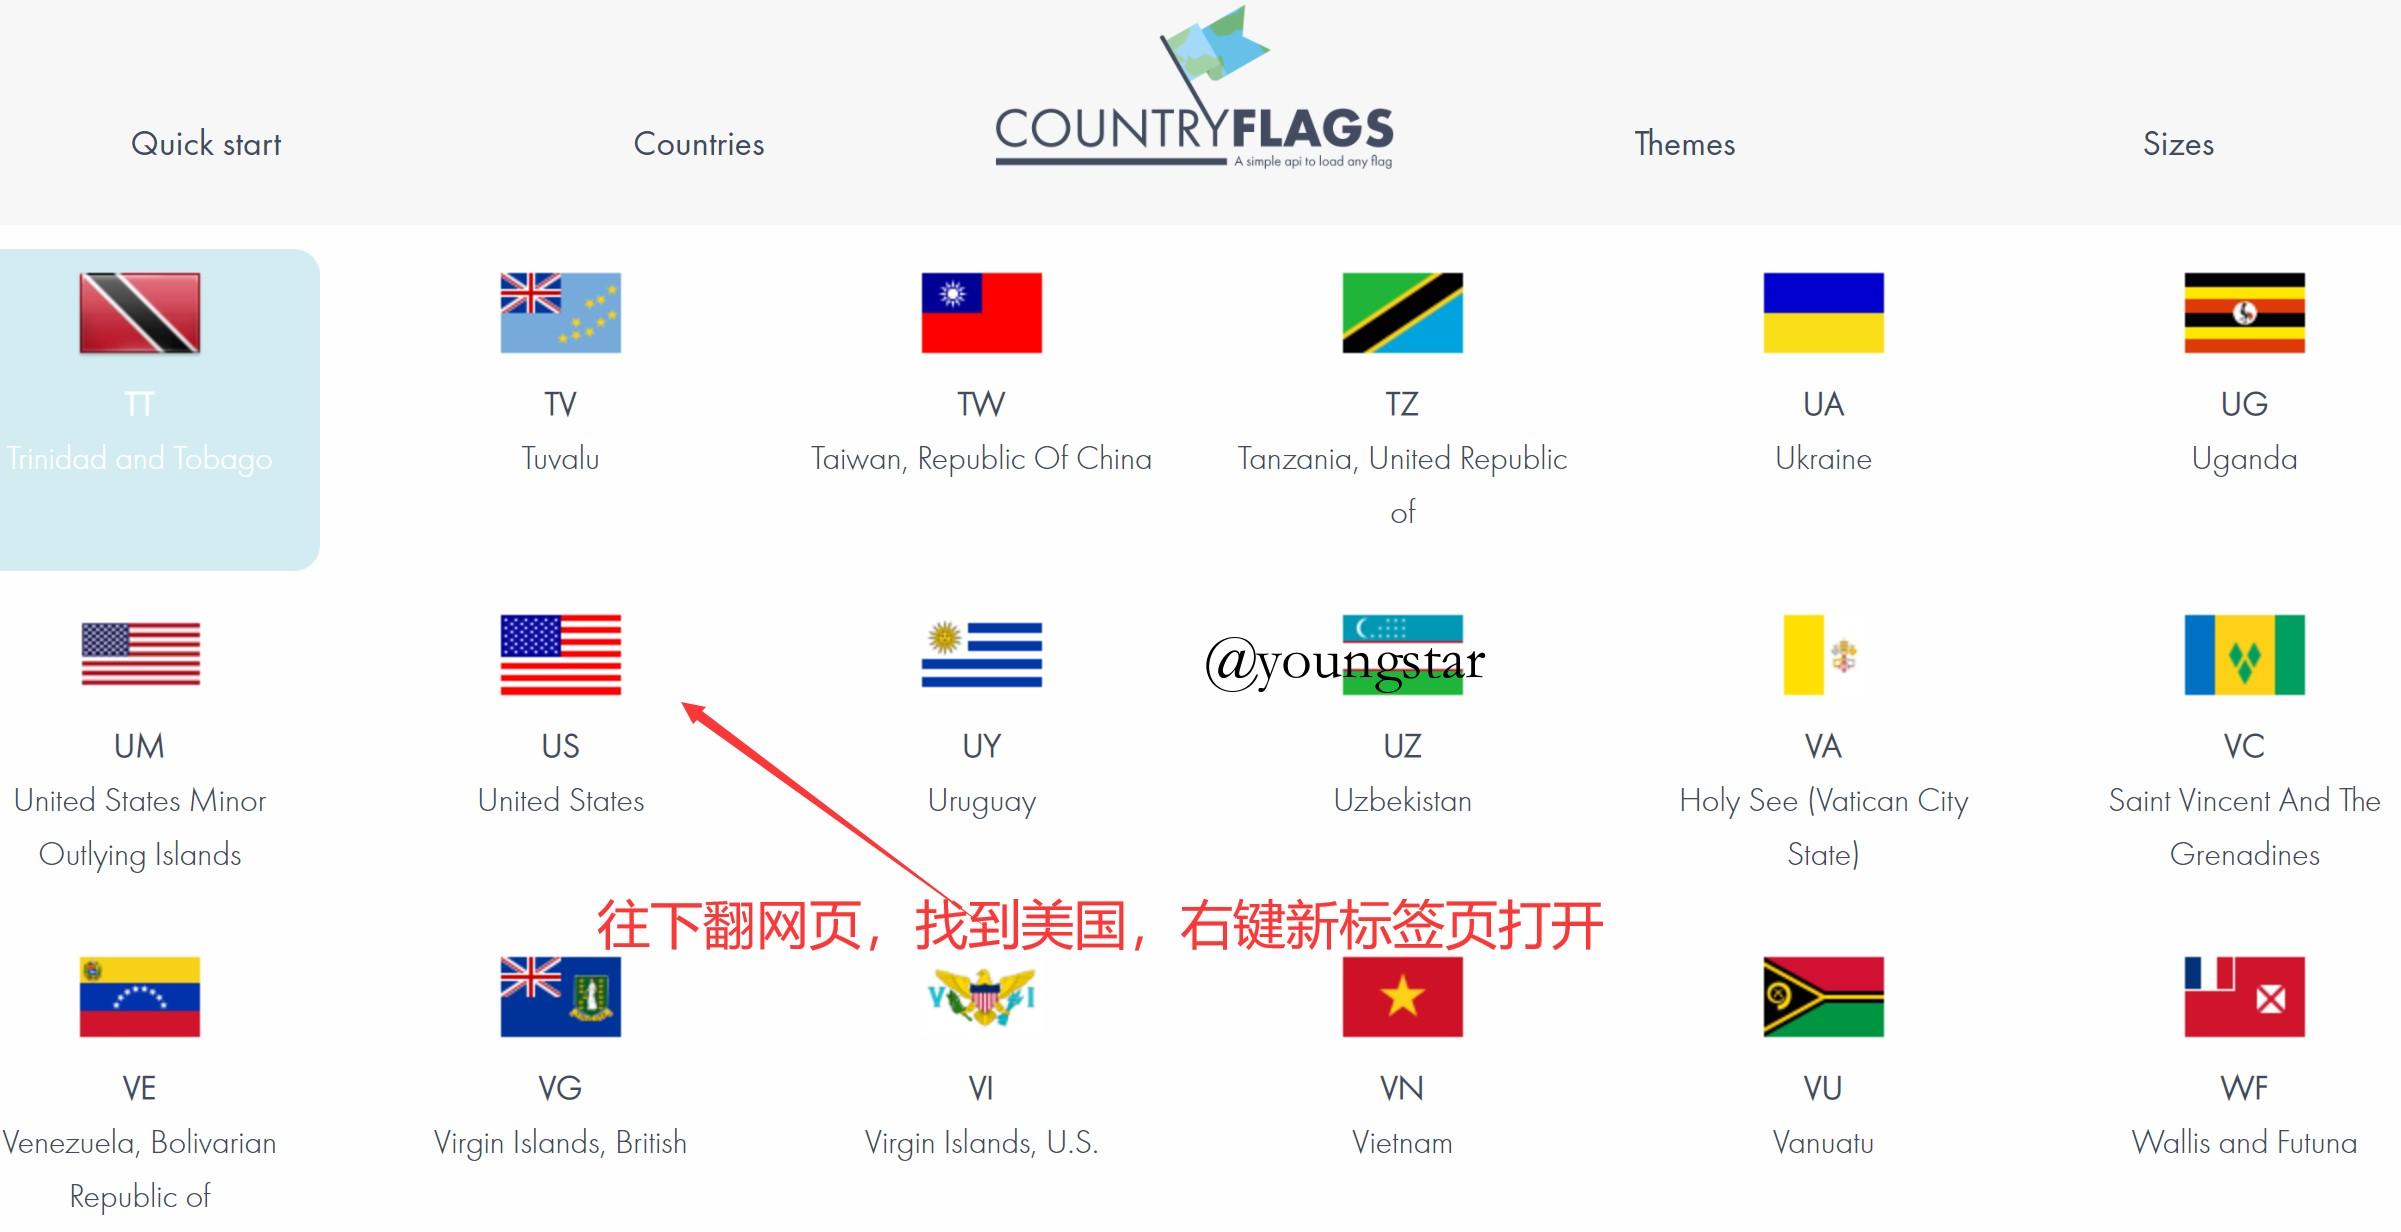 COUNTRYFLAGS
A simple api to load any flag
Quick start
Countries
Themes
Sizes
TT
Trinidad and Tobago
TV
Tuvalu
TW
Taiwan, Republic Of China
TZ
Tanzania, United Republic
of
UA
Ukraine
UG
Uganda
UM
United States Minor
Outlying Islands
US
United States
UY
Uruguay
@youngstar
UZ
Uzbekistan
VA
Holy See (Vatican City
State)
VC
Saint Vincent And The
Grenadines
往下翻网页，找到美国，右键新标签页打开
VE
Venezuela, Bolivarian
Republic of
VG
Virgin Islands, British
V I
VI
Virgin Islands, U.S.
VN
Vietnam
VU
Vanuatu
WF
Wallis and Futuna